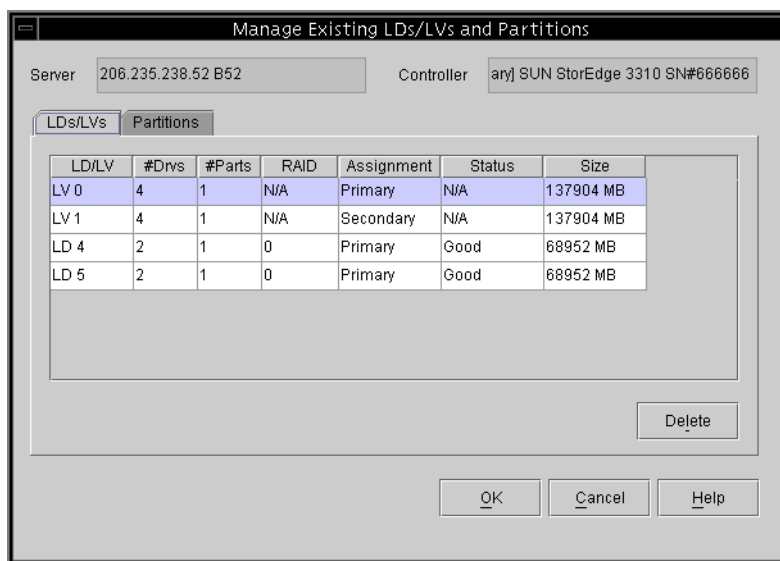 Manage Existing LDs/LVs and Partitions
Server 206.235.238.52 B52 Controller ary] SUN StorEdge 3310 SN#666666
LDs/LVs Partitions
LD/LV #Drvs #Parts RAID Assignment Status Size
LV 0 4 1 N/A Primary N/A 137904 MB
LV 1 4 1 N/A Secondary N/A 137904 MB
LD 4 2 1 0 Primary Good 68952 MB
LD 5 2 1 0 Primary Good 68952 MB
Delete
OK Cancel Help